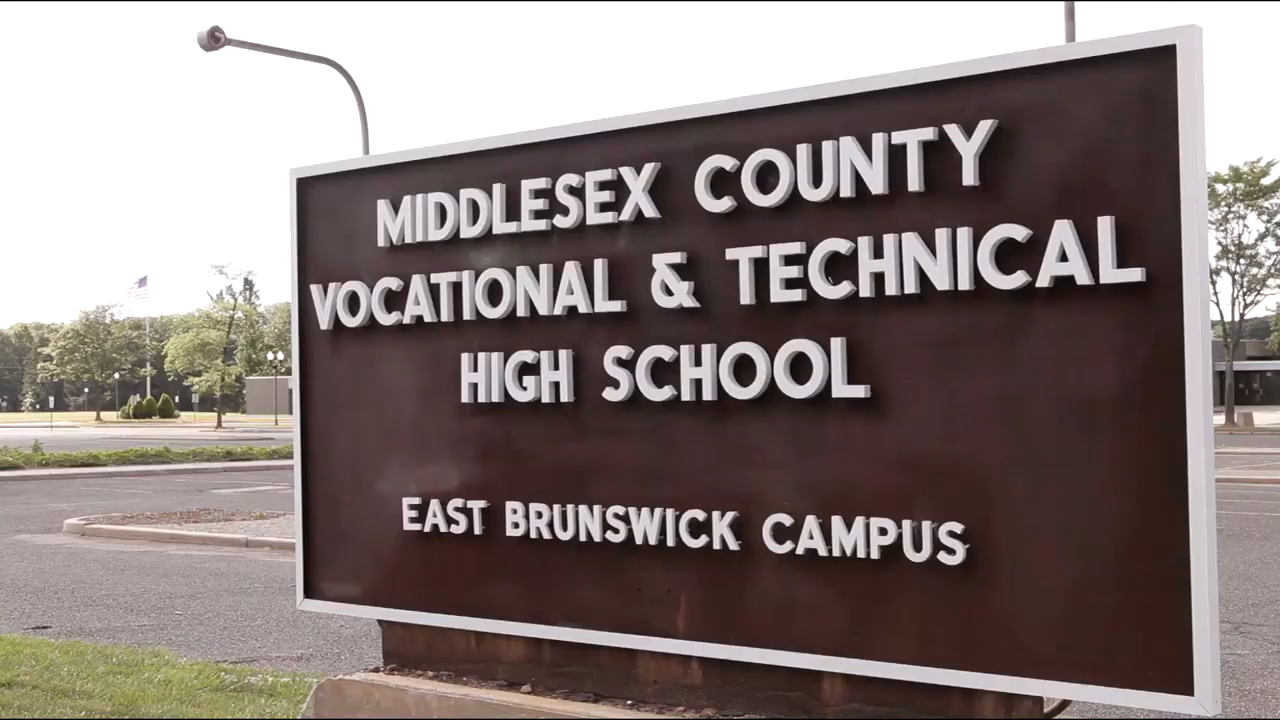 MIDDLESEX COUNTY
VOCATIONAL & TECHNICAL
HIGH SCHOOL
EAST BRUNSWICK CAMPUS